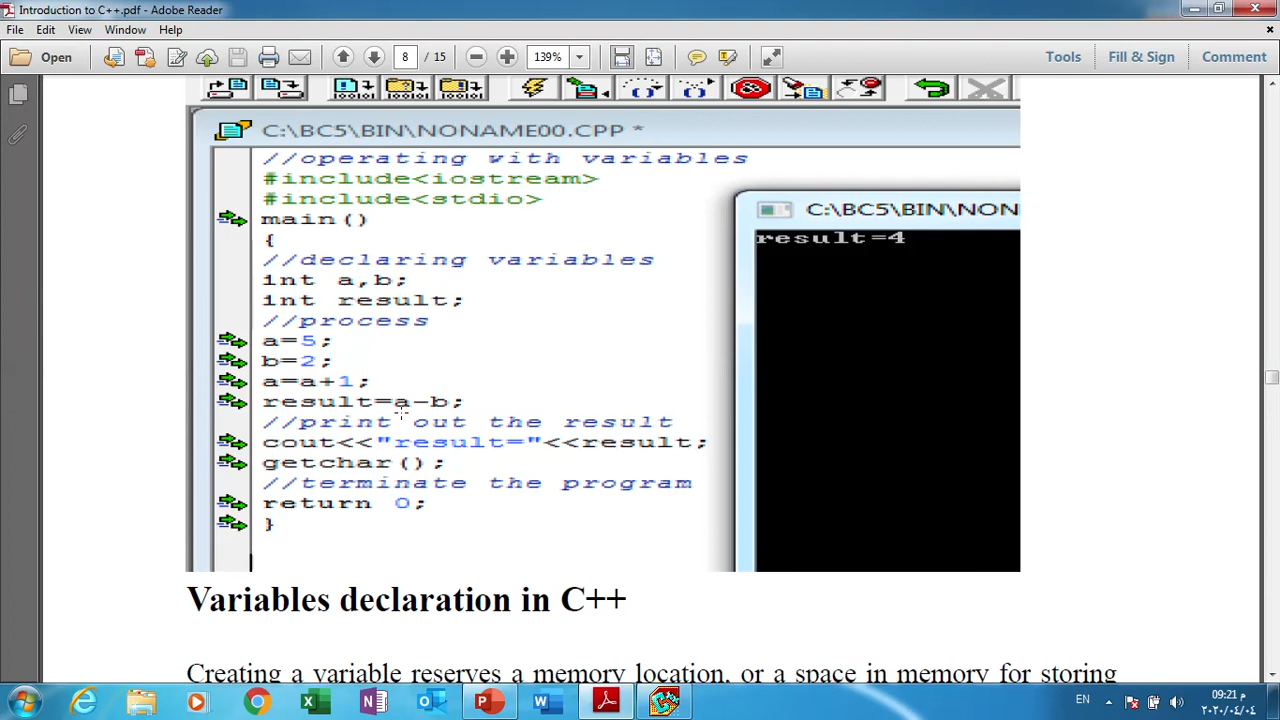 Introduction to C++.pdf - Adobe Reader
File Edit View Window Help
Open 8 / 15 139% Tools Fill & Sign Comment
C:\BC5\BIN\NONAME00.CPP *
//operating with variables
#include<iostream>
#include<stdio>
main()
{
//declaring variables
int a,b;
int result;
//process
a=5;
b=2;
a=a+1;
result=a-b;
//print out the result
cout<<"result="<<result;
getchar();
//terminate the program
return 0;
}
C:\BC5\BIN\NON
result=4
Variables declaration in C++
Creating a variable reserves a memory location, or a space in memory for storing
EN 09:21 م
٢٠٢٠/٠٤/٠٤